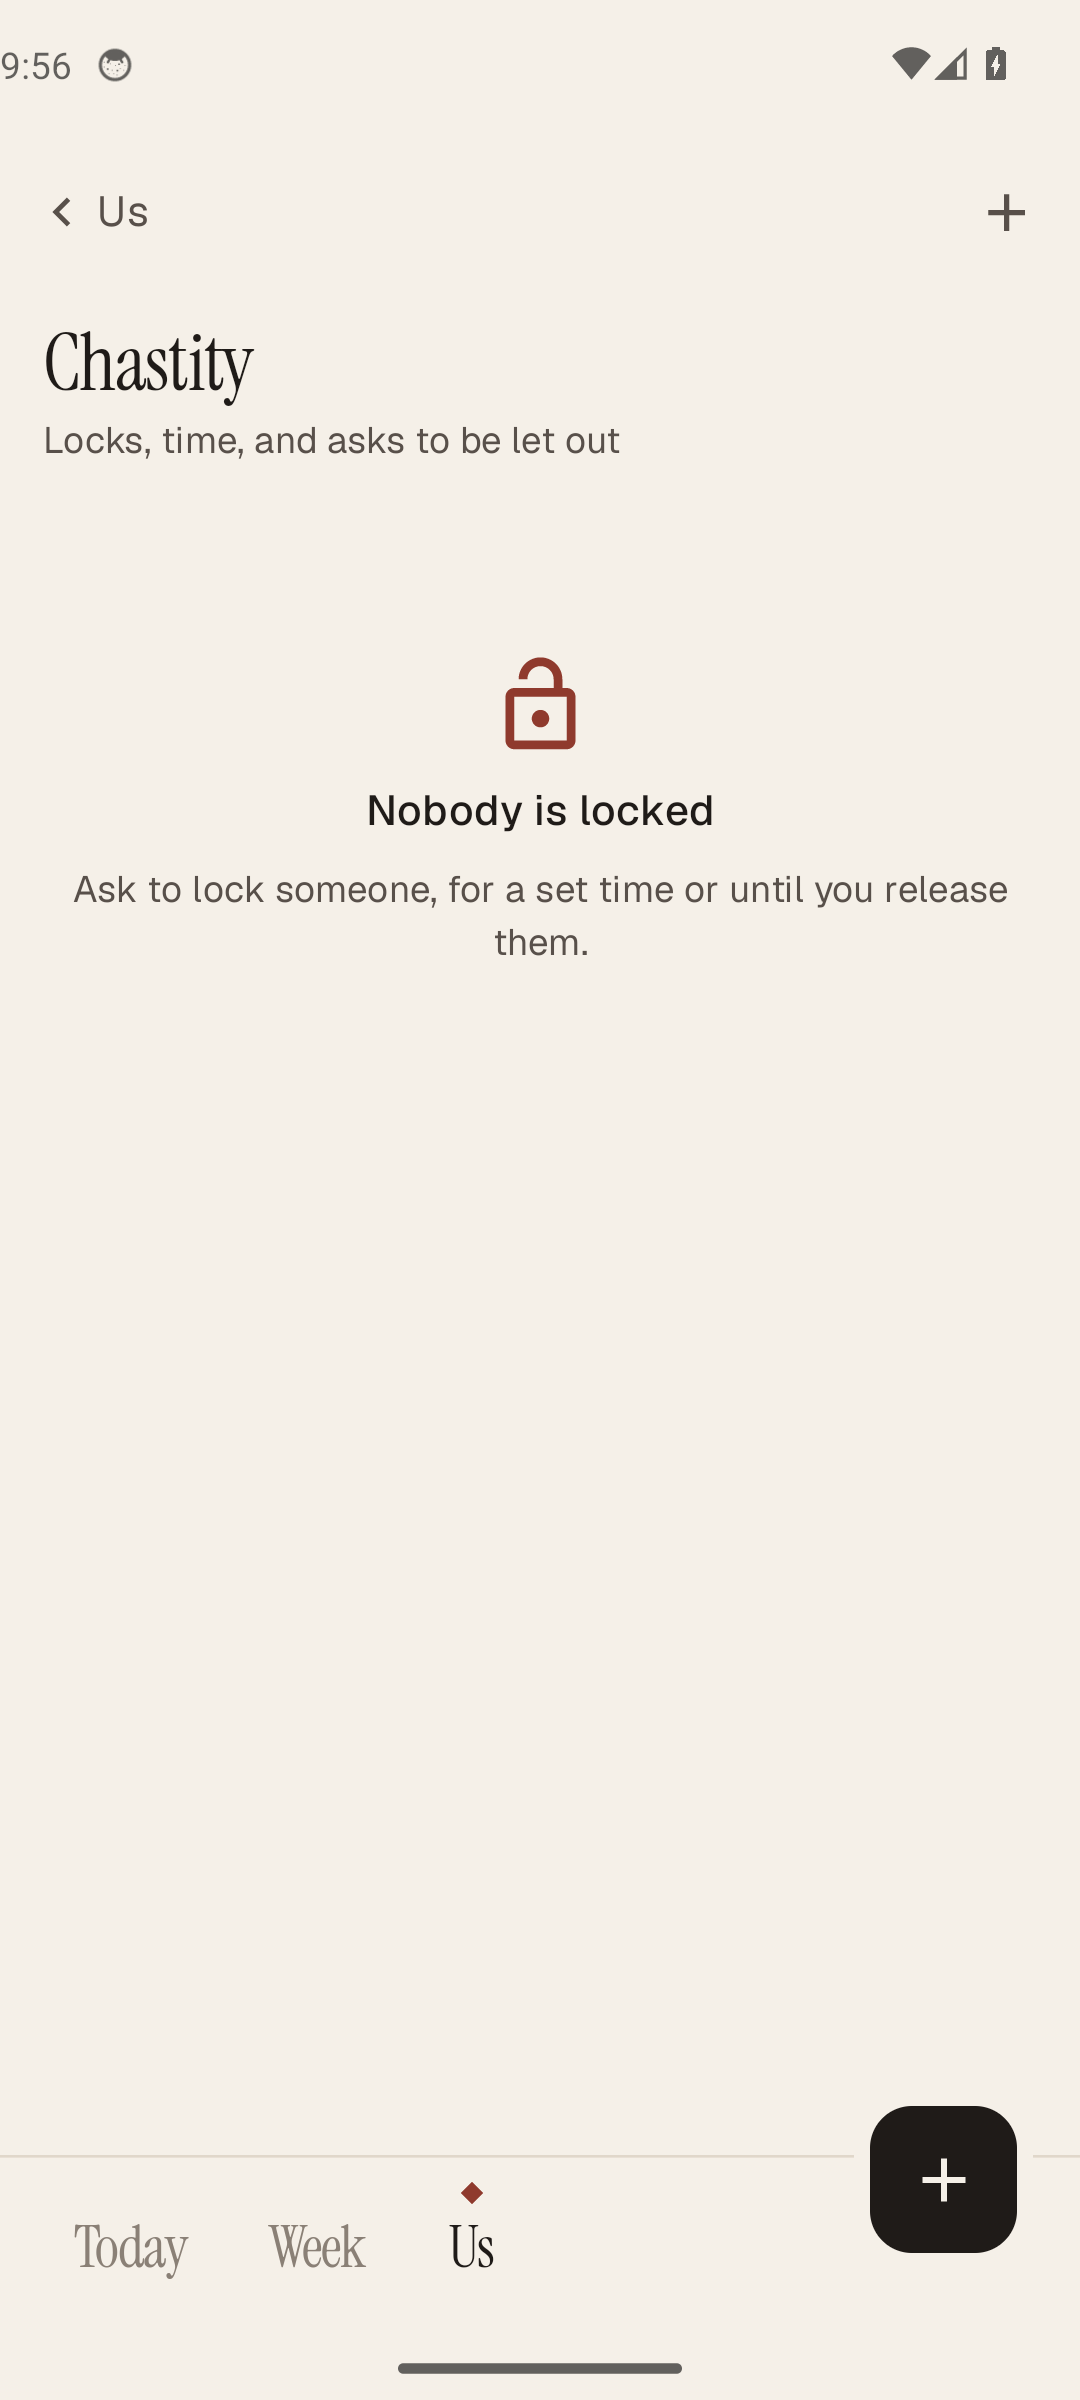 9:56
Us
Chastity
Locks, time, and asks to be let out
Nobody is locked
Ask to lock someone, for a set time or until you release
them.
Today
Week
Us